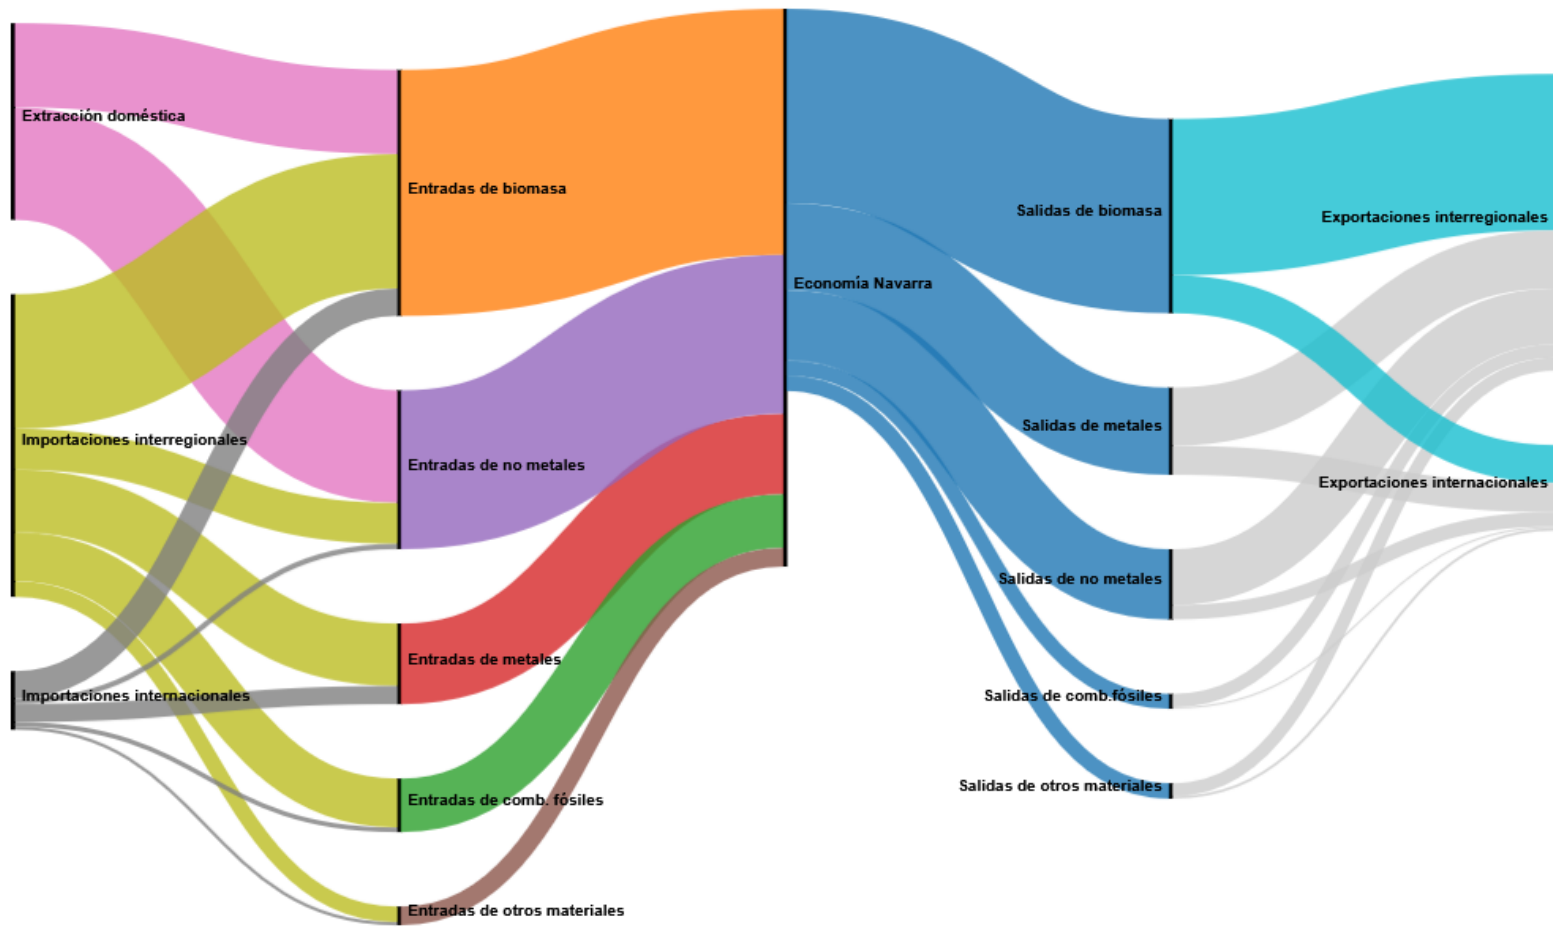 Extracción doméstica
Importaciones interregionales
Importaciones internacionales
Entradas de biomasa
Entradas de no metales
Entradas de metales
Entradas de comb. fósiles
Entradas de otros materiales
Economía Navarra
Salidas de biomasa
Salidas de metales
Salidas de no metales
Salidas de comb.fósiles
Salidas de otros materiales
Exportaciones interregionales
Exportaciones internacionales